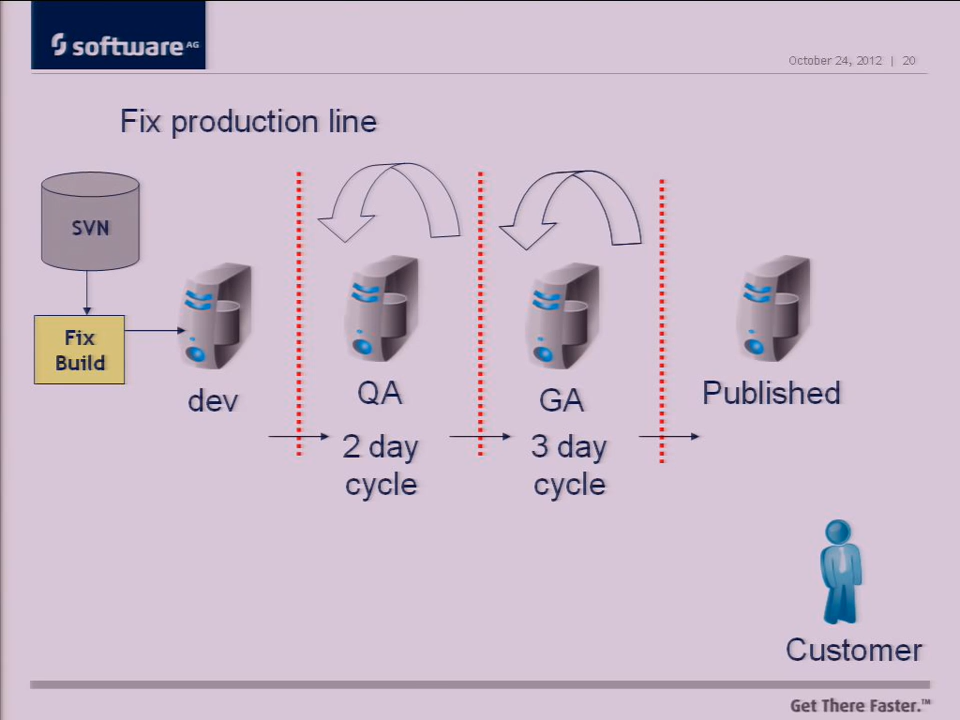 software AG
October 24, 2012 | 20
Fix production line
SVN
Fix
Build
dev
QA
GA
Published
2 day
cycle
3 day
cycle
Customer
Get There Faster.™